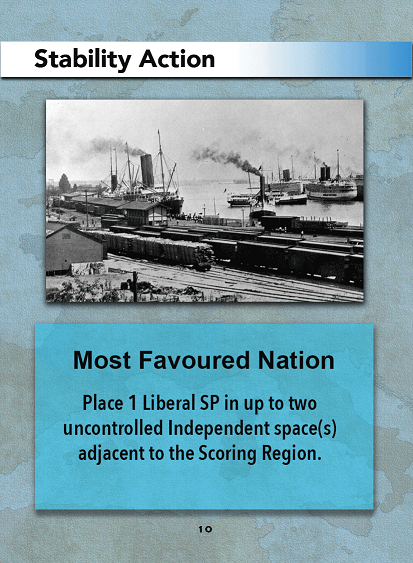 Stability Action
Most Favoured Nation
Place 1 Liberal SP in up to two
uncontrolled Independent space(s)
adjacent to the Scoring Region.
10